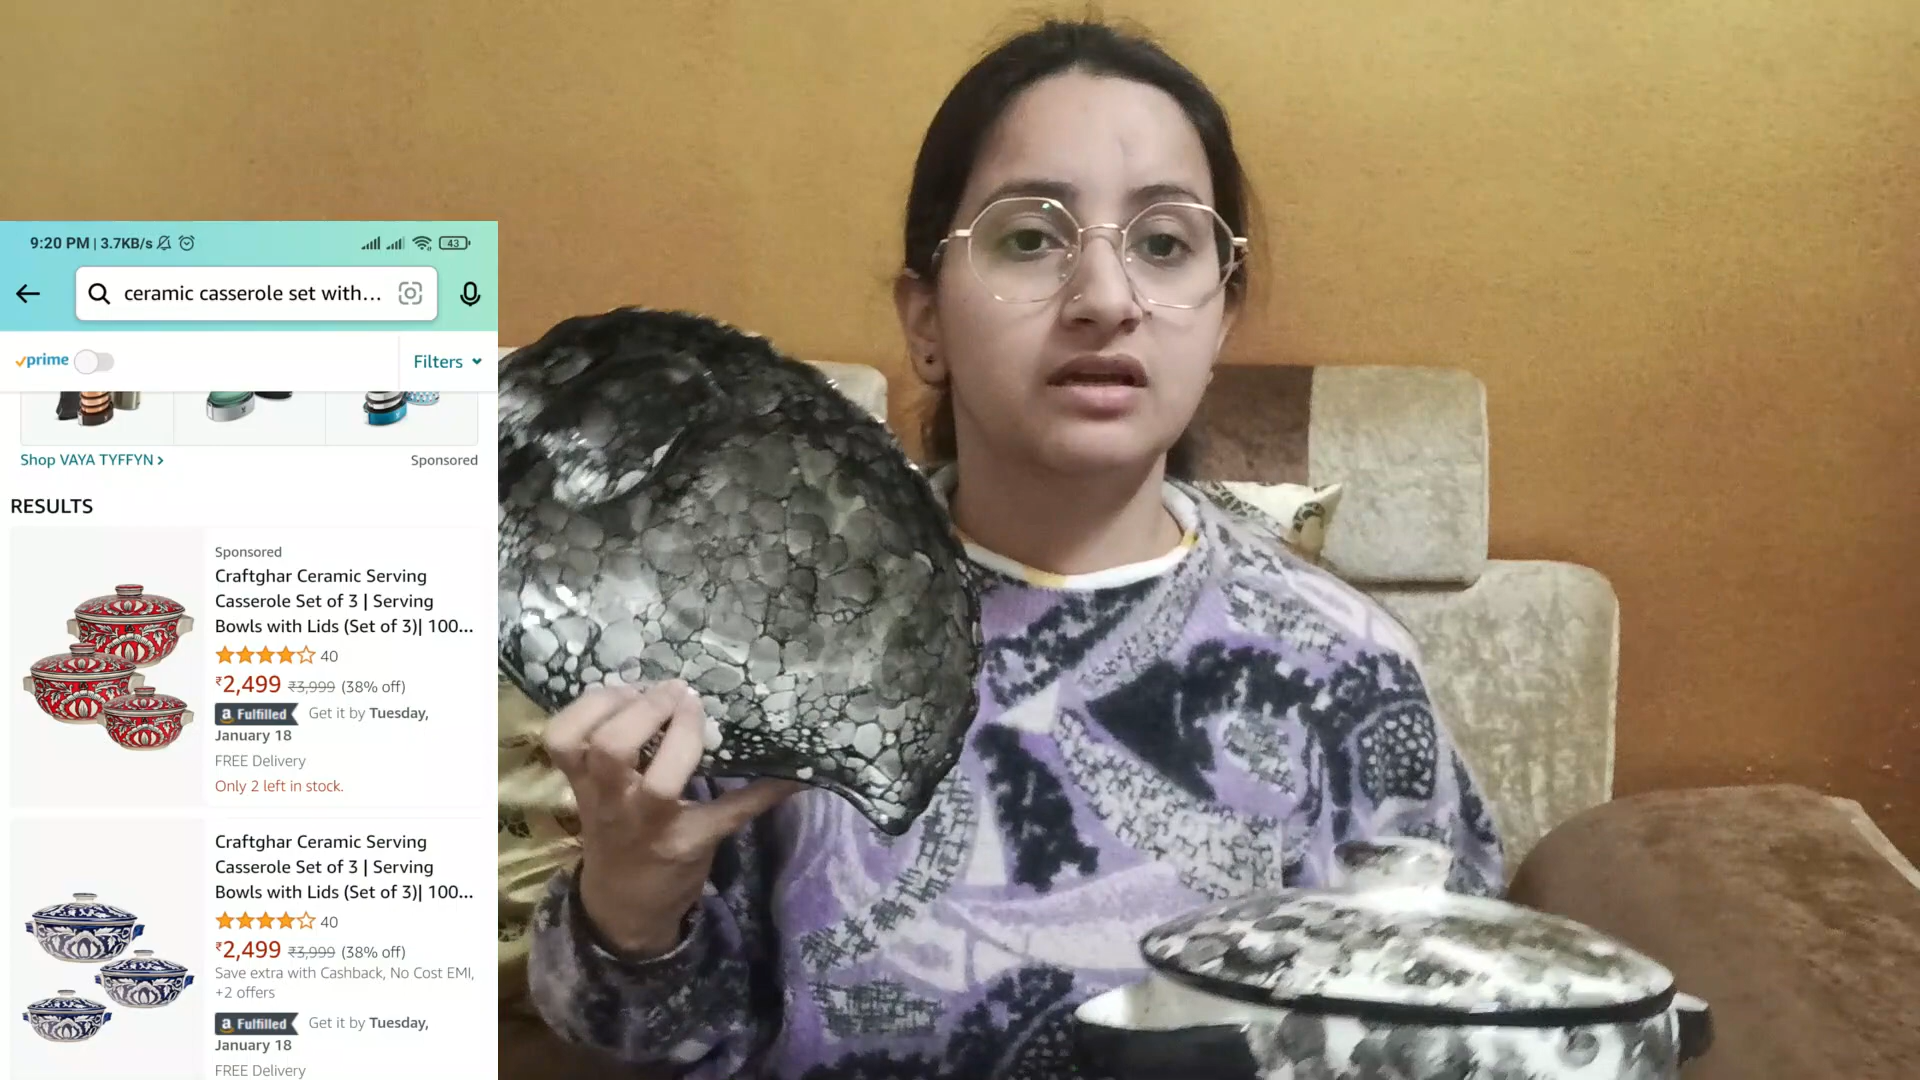 9:20 PM | 3.7KB/s
43
ceramic casserole set with...
prime
Filters
Shop VAYA TYFFYN ›
Sponsored
RESULTS
Sponsored
Craftghar Ceramic Serving
Casserole Set of 3 | Serving
Bowls with Lids (Set of 3)| 100...
40
₹2,499 ₹3,999 (38% off)
a Fulfilled Get it by Tuesday,
January 18
FREE Delivery
Only 2 left in stock.
Craftghar Ceramic Serving
Casserole Set of 3 | Serving
Bowls with Lids (Set of 3)| 100...
40
₹2,499 ₹3,999 (38% off)
Save extra with Cashback, No Cost EMI,
+2 offers
a Fulfilled Get it by Tuesday,
January 18
FREE Delivery